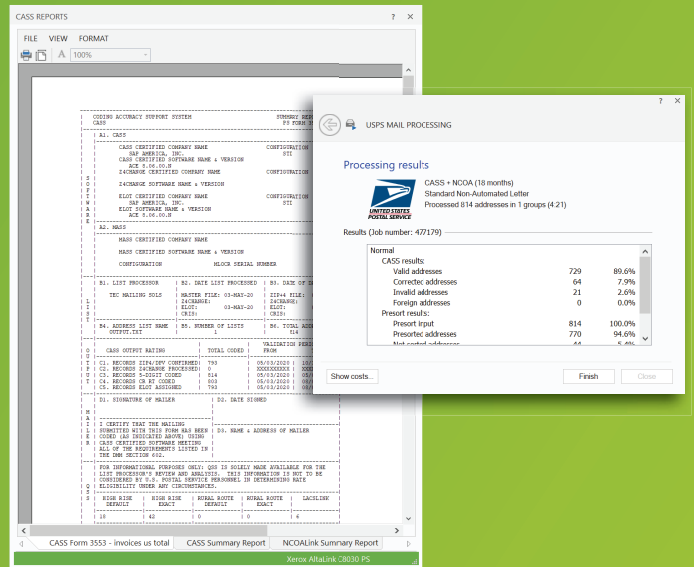 CASS REPORTS
FILE VIEW FORMAT
A 100%
CODING ACCURACY SUPPORT SYSTEM
CASS
A1. CASS
CASS CERTIFIED COMPANY NAME CONFIGURATION
SAP AMERICA, INC. STI
CASS CERTIFIED SOFTWARE NAME & VERSION
ACE 8.06.00.N
Z4CHANGE CERTIFIED COMPANY NAME CONFIGURATION
Z4CHANGE SOFTWARE NAME & VERSION
ELOT CERTIFIED COMPANY NAME CONFIGURATION
SAP AMERICA, INC. STI
ELOT SOFTWARE NAME & VERSION
ACE 8.06.00.N
SOFTWARE
A2. MASS
MASS CERTIFIED COMPANY NAME
MASS CERTIFIED SOFTWARE NAME & VERSION
CONFIGURATION MLOCR SERIAL NUMBER
LIST
B1. LIST PROCESSOR B2. DATE LIST PROCESSED
TEC MAILING SOLS MASTER FILE: 03-MAY-20 ZIP+4 FILE:
Z4CHANGE: Z4CHANGE:
ELOT: 03-MAY-20 ELOT:
CRIS: CRIS:
B4. ADDRESS LIST NAME B5. NUMBER OF LISTS
OUTPUT.TXT 1 814
OUTPUT
CASS OUTPUT RATING TOTAL CODED FROM
C1. RECORDS ZIP4/DPV CONFIRMED 793 05/03/2020
C2. RECORDS Z4CHANGE PROCESSED 0 XXXXXXXXXX
C3. RECORDS 5-DIGIT CODED 814 05/03/2020
C4. RECORDS CR RT CODED 803 05/03/2020
C5. RECORDS ELOT ASSIGNED 793 05/03/2020
MAILER
D1. SIGNATURE OF MAILER D2. DATE SIGNED
I CERTIFY THAT THE MAILING
SUBMITTED WITH THIS FORM HAS BEEN D3. NAME & ADDRESS OF MAILER
CODED (AS INDICATED ABOVE) USING
CASS CERTIFIED SOFTWARE MEETING
ALL OF THE REQUIREMENTS LISTED IN
THE DMM SECTION 602.
FOR INFORMATIONAL PURPOSES ONLY: QSS IS SOLELY MADE AVAILABLE FOR THE
LIST PROCESSOR'S REVIEW AND ANALYSIS. THIS INFORMATION IS NOT TO BE
CONSIDERED BY U.S. POSTAL SERVICE PERSONNEL IN DETERMINING RATE
ELIGIBILITY UNDER ANY CIRCUMSTANCES.
QSS
HIGH RISE HIGH RISE RURAL ROUTE RURAL ROUTE LACSLINK
DEFAULT EXACT DEFAULT EXACT
18 42 0 0 6
CASS Form 3553 - invoices us total CASS Summary Report NCOALink Summary Report
Xerox AltaLink C8030 PS
USPS MAIL PROCESSING
Processing results
UNITED STATES
POSTAL SERVICE
CASS + NCOA (18 months)
Standard Non-Automated Letter
Processed 814 addresses in 1 groups (4:21)
Results (Job number: 477179)
Normal
CASS results:
Valid addresses 729 89.6%
Corrected addresses 64 7.9%
Invalid addresses 21 2.6%
Foreign addresses 0 0.0%
Presort results:
Presort Input 814 100.0%
Presorted addresses 770 94.6%
Show costs...
Finish
Close